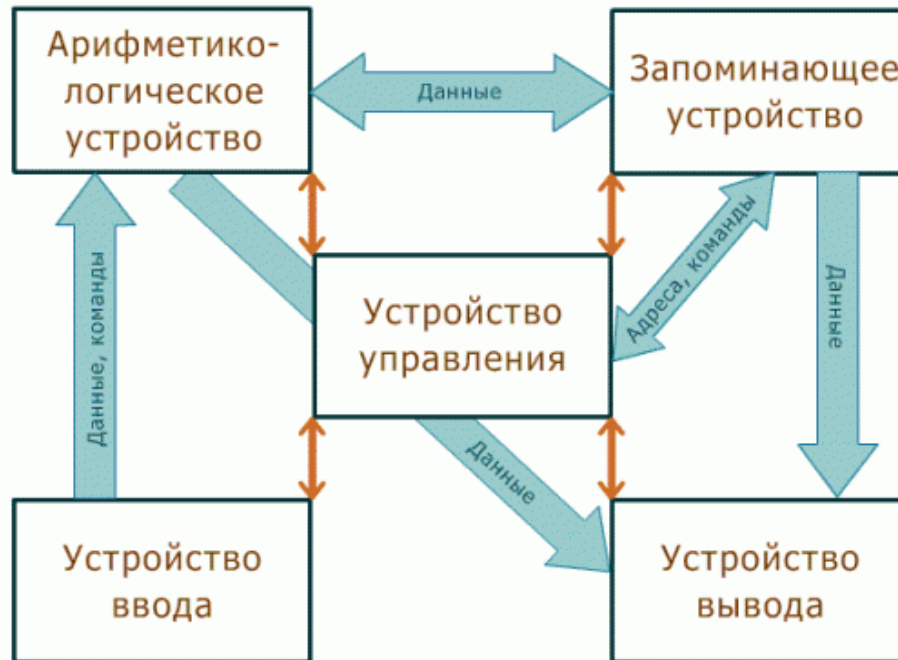 Арифметико-
логическое
устройство
Данные
Запоминающее
устройство
Данные, команды
Устройство
управления
Адреса, команды
Данные
Данные
Устройство
ввода
Устройство
вывода